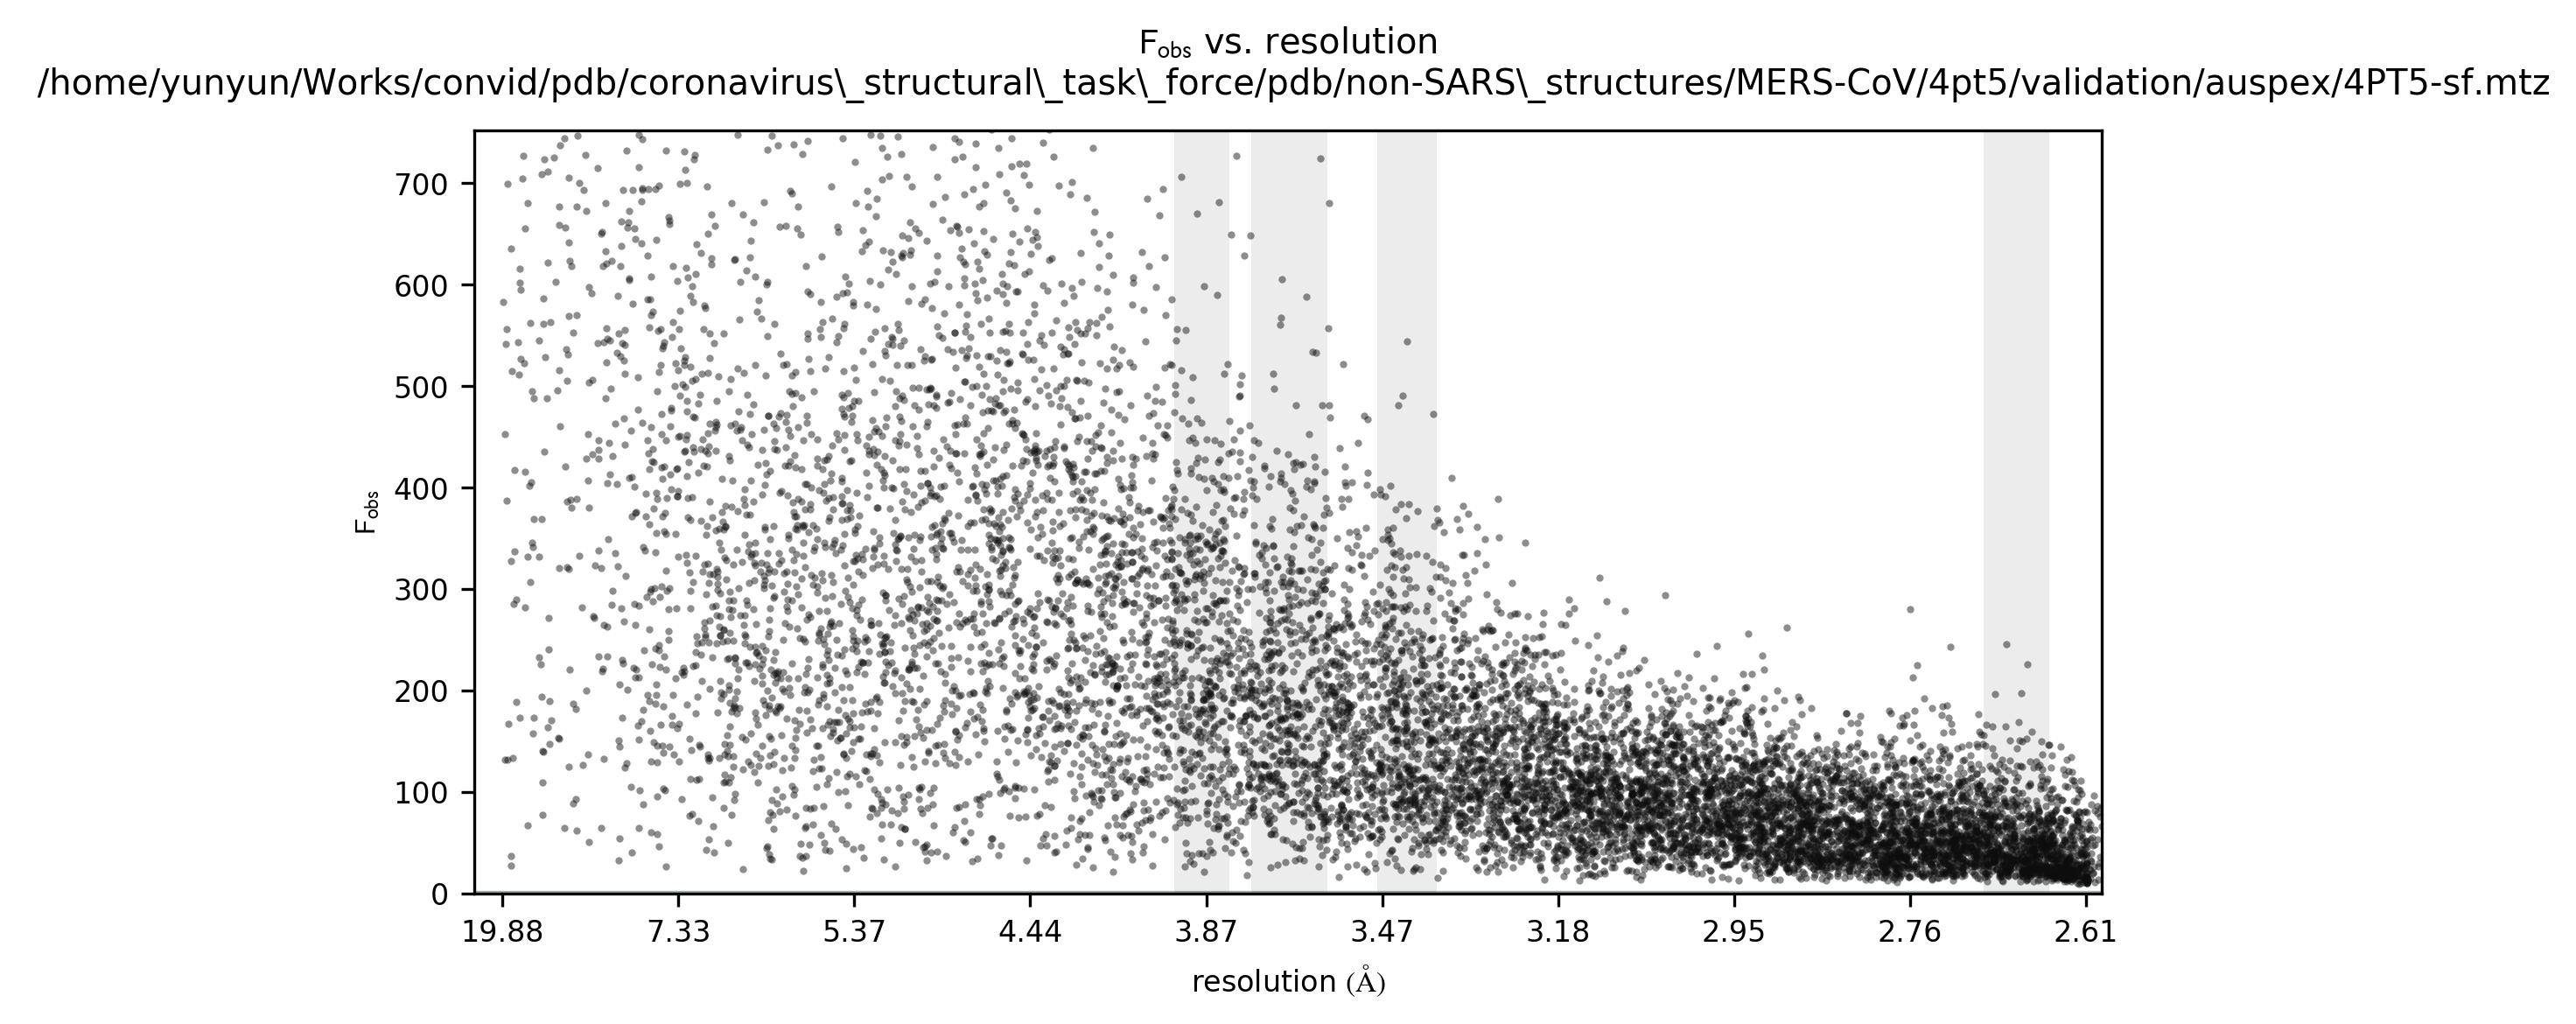 Fobs vs. resolution
/home/yunyun/Works/convid/pdb/coronavirus\_structural\_task\_force/pdb/non-SARS\_structures/MERS-CoV/4pt5/validation/auspex/4PT5-sf.mtz
700
600
500
400
300
200
100
0
Fobs
19.88 7.33 5.37 4.44 3.87 3.47 3.18 2.95 2.76 2.61
resolution (Å)